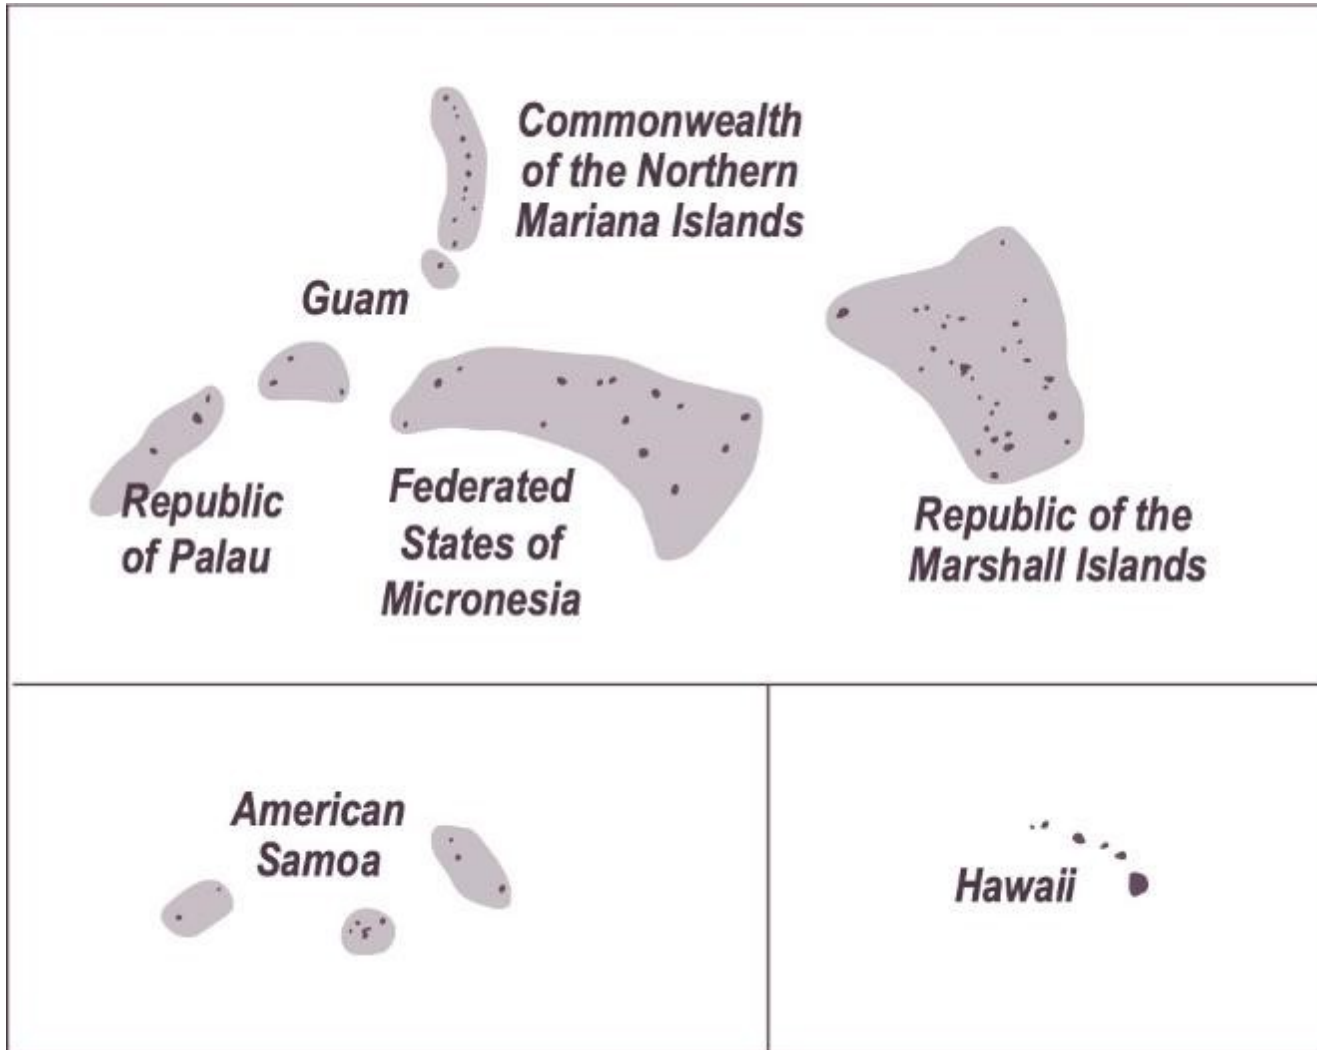 Commonwealth
of the Northern
Mariana Islands
Guam
Republic
of Palau
Federated
States of
Micronesia
Republic of the
Marshall Islands
American
Samoa
Hawaii